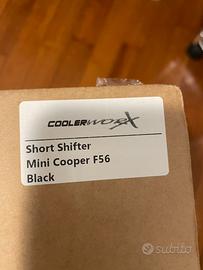 COOLERWORX
Short Shifter
Mini Cooper F56
Black
subito